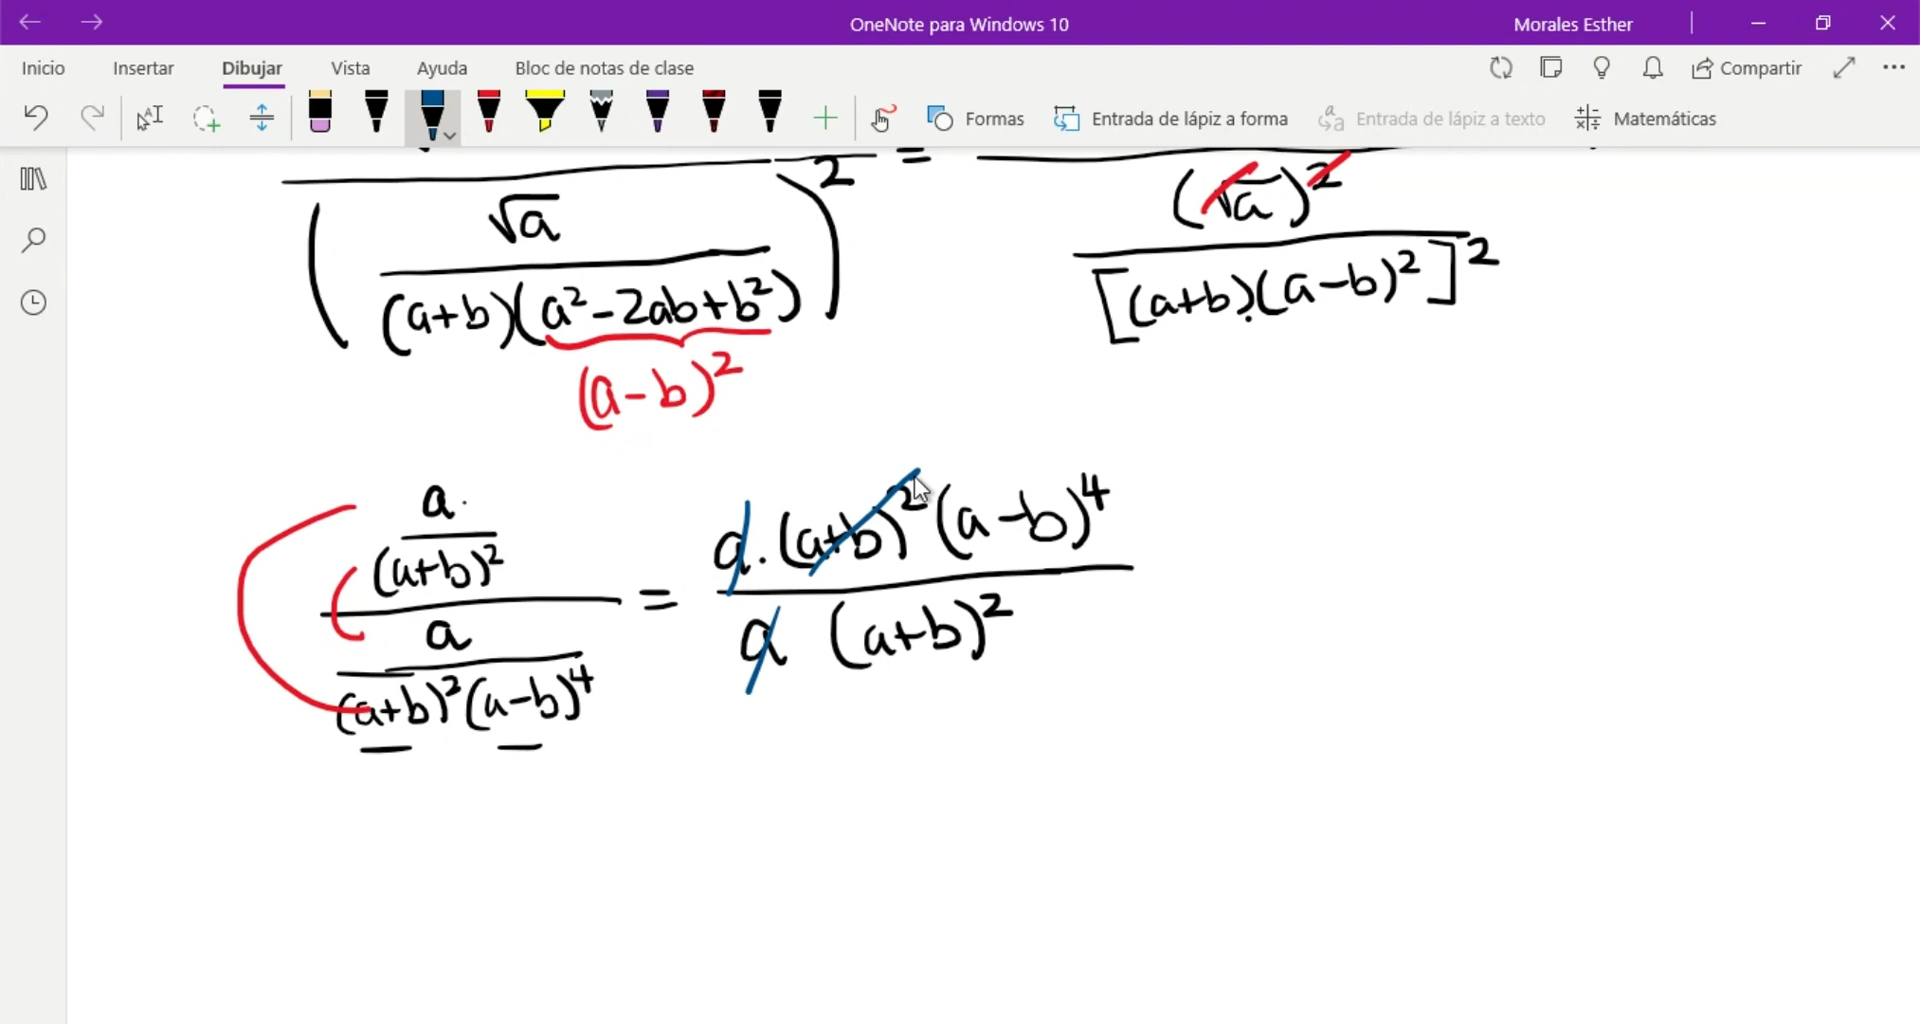 OneNote para Windows 10
Morales Esther
Inicio Insertar Dibujar Vista Ayuda Bloc de notas de clase Compartir
Formas Entrada de lápiz a forma Entrada de lápiz a texto Matemáticas
2 =
√a
(a+b)(a²-2ab+b²)
(a-b)²
(√a)²
[(a+b).(a-b)²]²
a.
(a+b)²
a
(a+b)²(a-b)⁴
=
a.(a+b)²(a-b)⁴
a (a+b)²